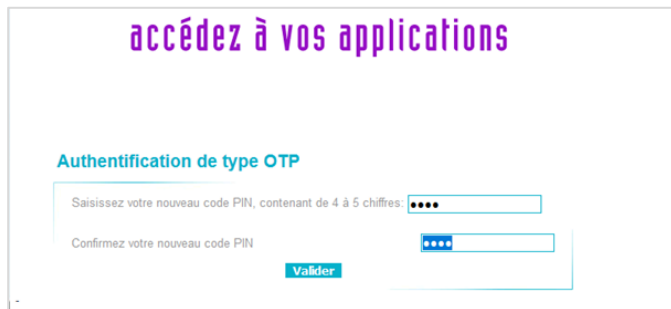 accédez à vos applications
Authentification de type OTP
Saisissez votre nouveau code PIN, contenant de 4 à 5 chiffres: ••••
Confirmez votre nouveau code PIN ••••
Valider